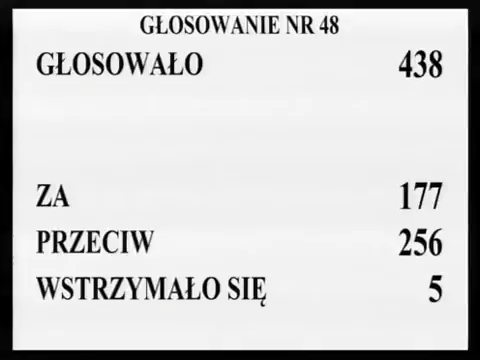 GŁOSOWANIE NR 48
GŁOSOWAŁO 438
ZA 177
PRZECIW 256
WSTRZYMAŁO SIĘ 5